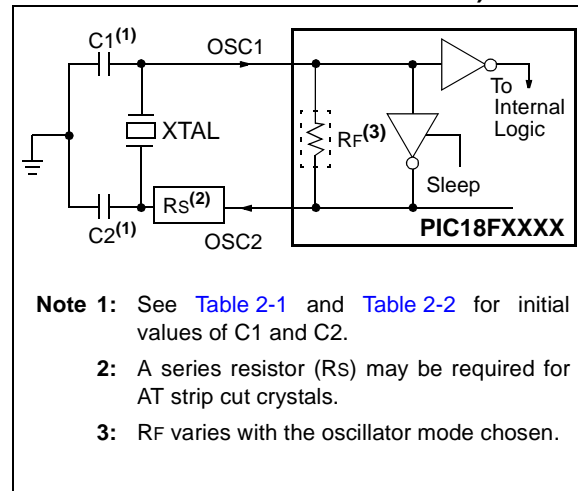 C1(1)
OSC1
To
Internal
Logic
XTAL
RF(3)
Sleep
RS(2)
C2(1)
OSC2
PIC18FXXXX
Note 1: See Table 2-1 and Table 2-2 for initial
values of C1 and C2.
2: A series resistor (RS) may be required for
AT strip cut crystals.
3: RF varies with the oscillator mode chosen.